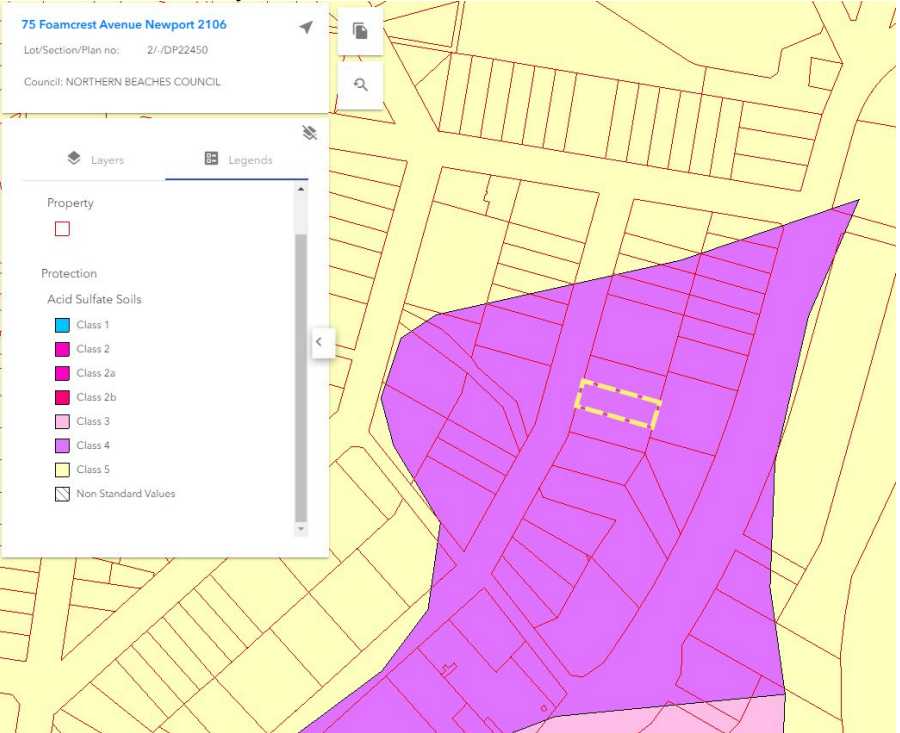 75 Foamcrest Avenue Newport 2106
Lot/Section/Plan no: 2/-/DP22450
Council: NORTHERN BEACHES COUNCIL
Layers
Legends
Property
Protection
Acid Sulfate Soils
Class 1
Class 2
Class 2a
Class 2b
Class 3
Class 4
Class 5
Non Standard Values